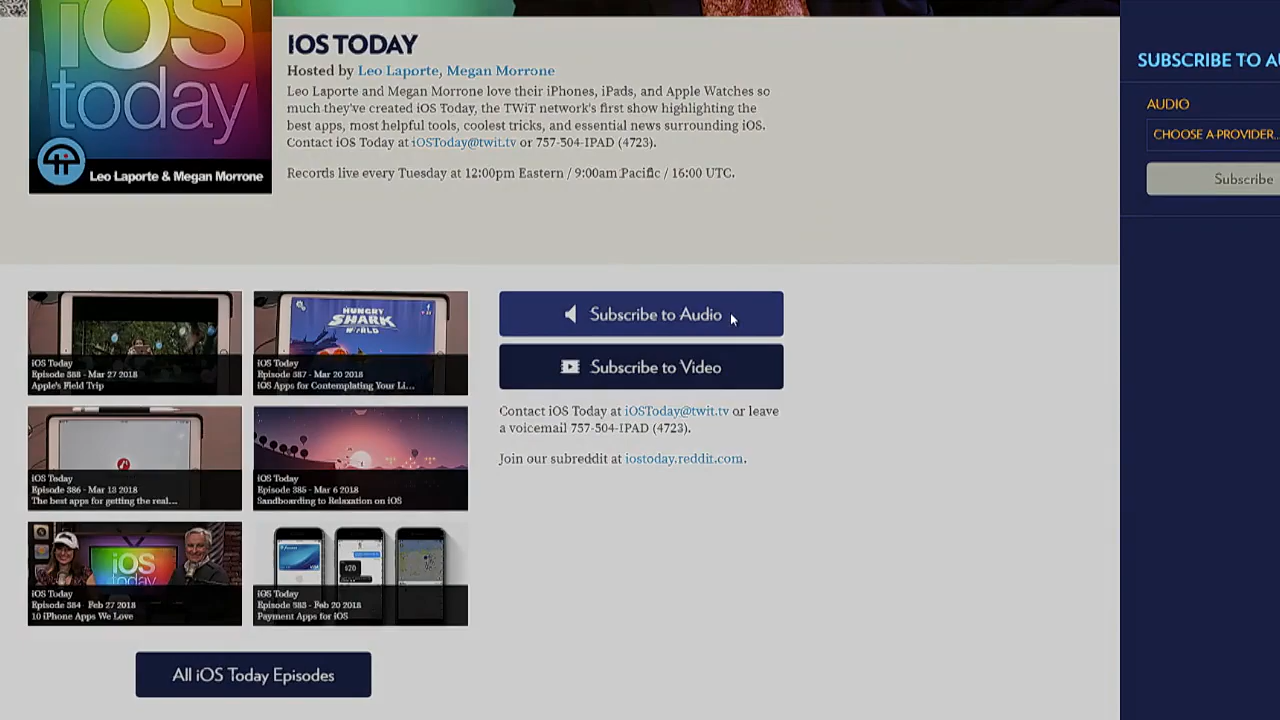 iOS
today
Leo Laporte & Megan Morrone
iOS TODAY
Hosted by Leo Laporte, Megan Morrone
Leo Laporte and Megan Morrone love their iPhones, iPads, and Apple Watches so
much they've created iOS Today, the TWiT network's first show highlighting the
best apps, most helpful tools, coolest tricks, and essential news surrounding iOS.
Contact iOS Today at iOSToday@twit.tv or 757-504-IPAD (4723).
Records live every Tuesday at 12:00pm Eastern / 9:00am Pacific / 16:00 UTC.
SUBSCRIBE TO AU
AUDIO
CHOOSE A PROVIDER...
Subscribe
iOS Today
Episode 388 - Mar 27 2018
Apple's Field Trip
HUNGRY
SHARK
WORLD
iOS Today
Episode 387 - Mar 20 2018
iOS Apps for Contemplating Your Li...
iOS Today
Episode 386 - Mar 13 2018
The best apps for getting the real...
iOS Today
Episode 385 - Mar 6 2018
Sandboarding to Relaxation on iOS
iOS
today
iOS Today
Episode 384 - Feb 27 2018
10 iPhone Apps We Love
$20
iOS Today
Episode 383 - Feb 20 2018
Payment Apps for iOS
All iOS Today Episodes
Subscribe to Audio
Subscribe to Video
Contact iOS Today at iOSToday@twit.tv or leave
a voicemail 757-504-IPAD (4723).
Join our subreddit at iostoday.reddit.com.